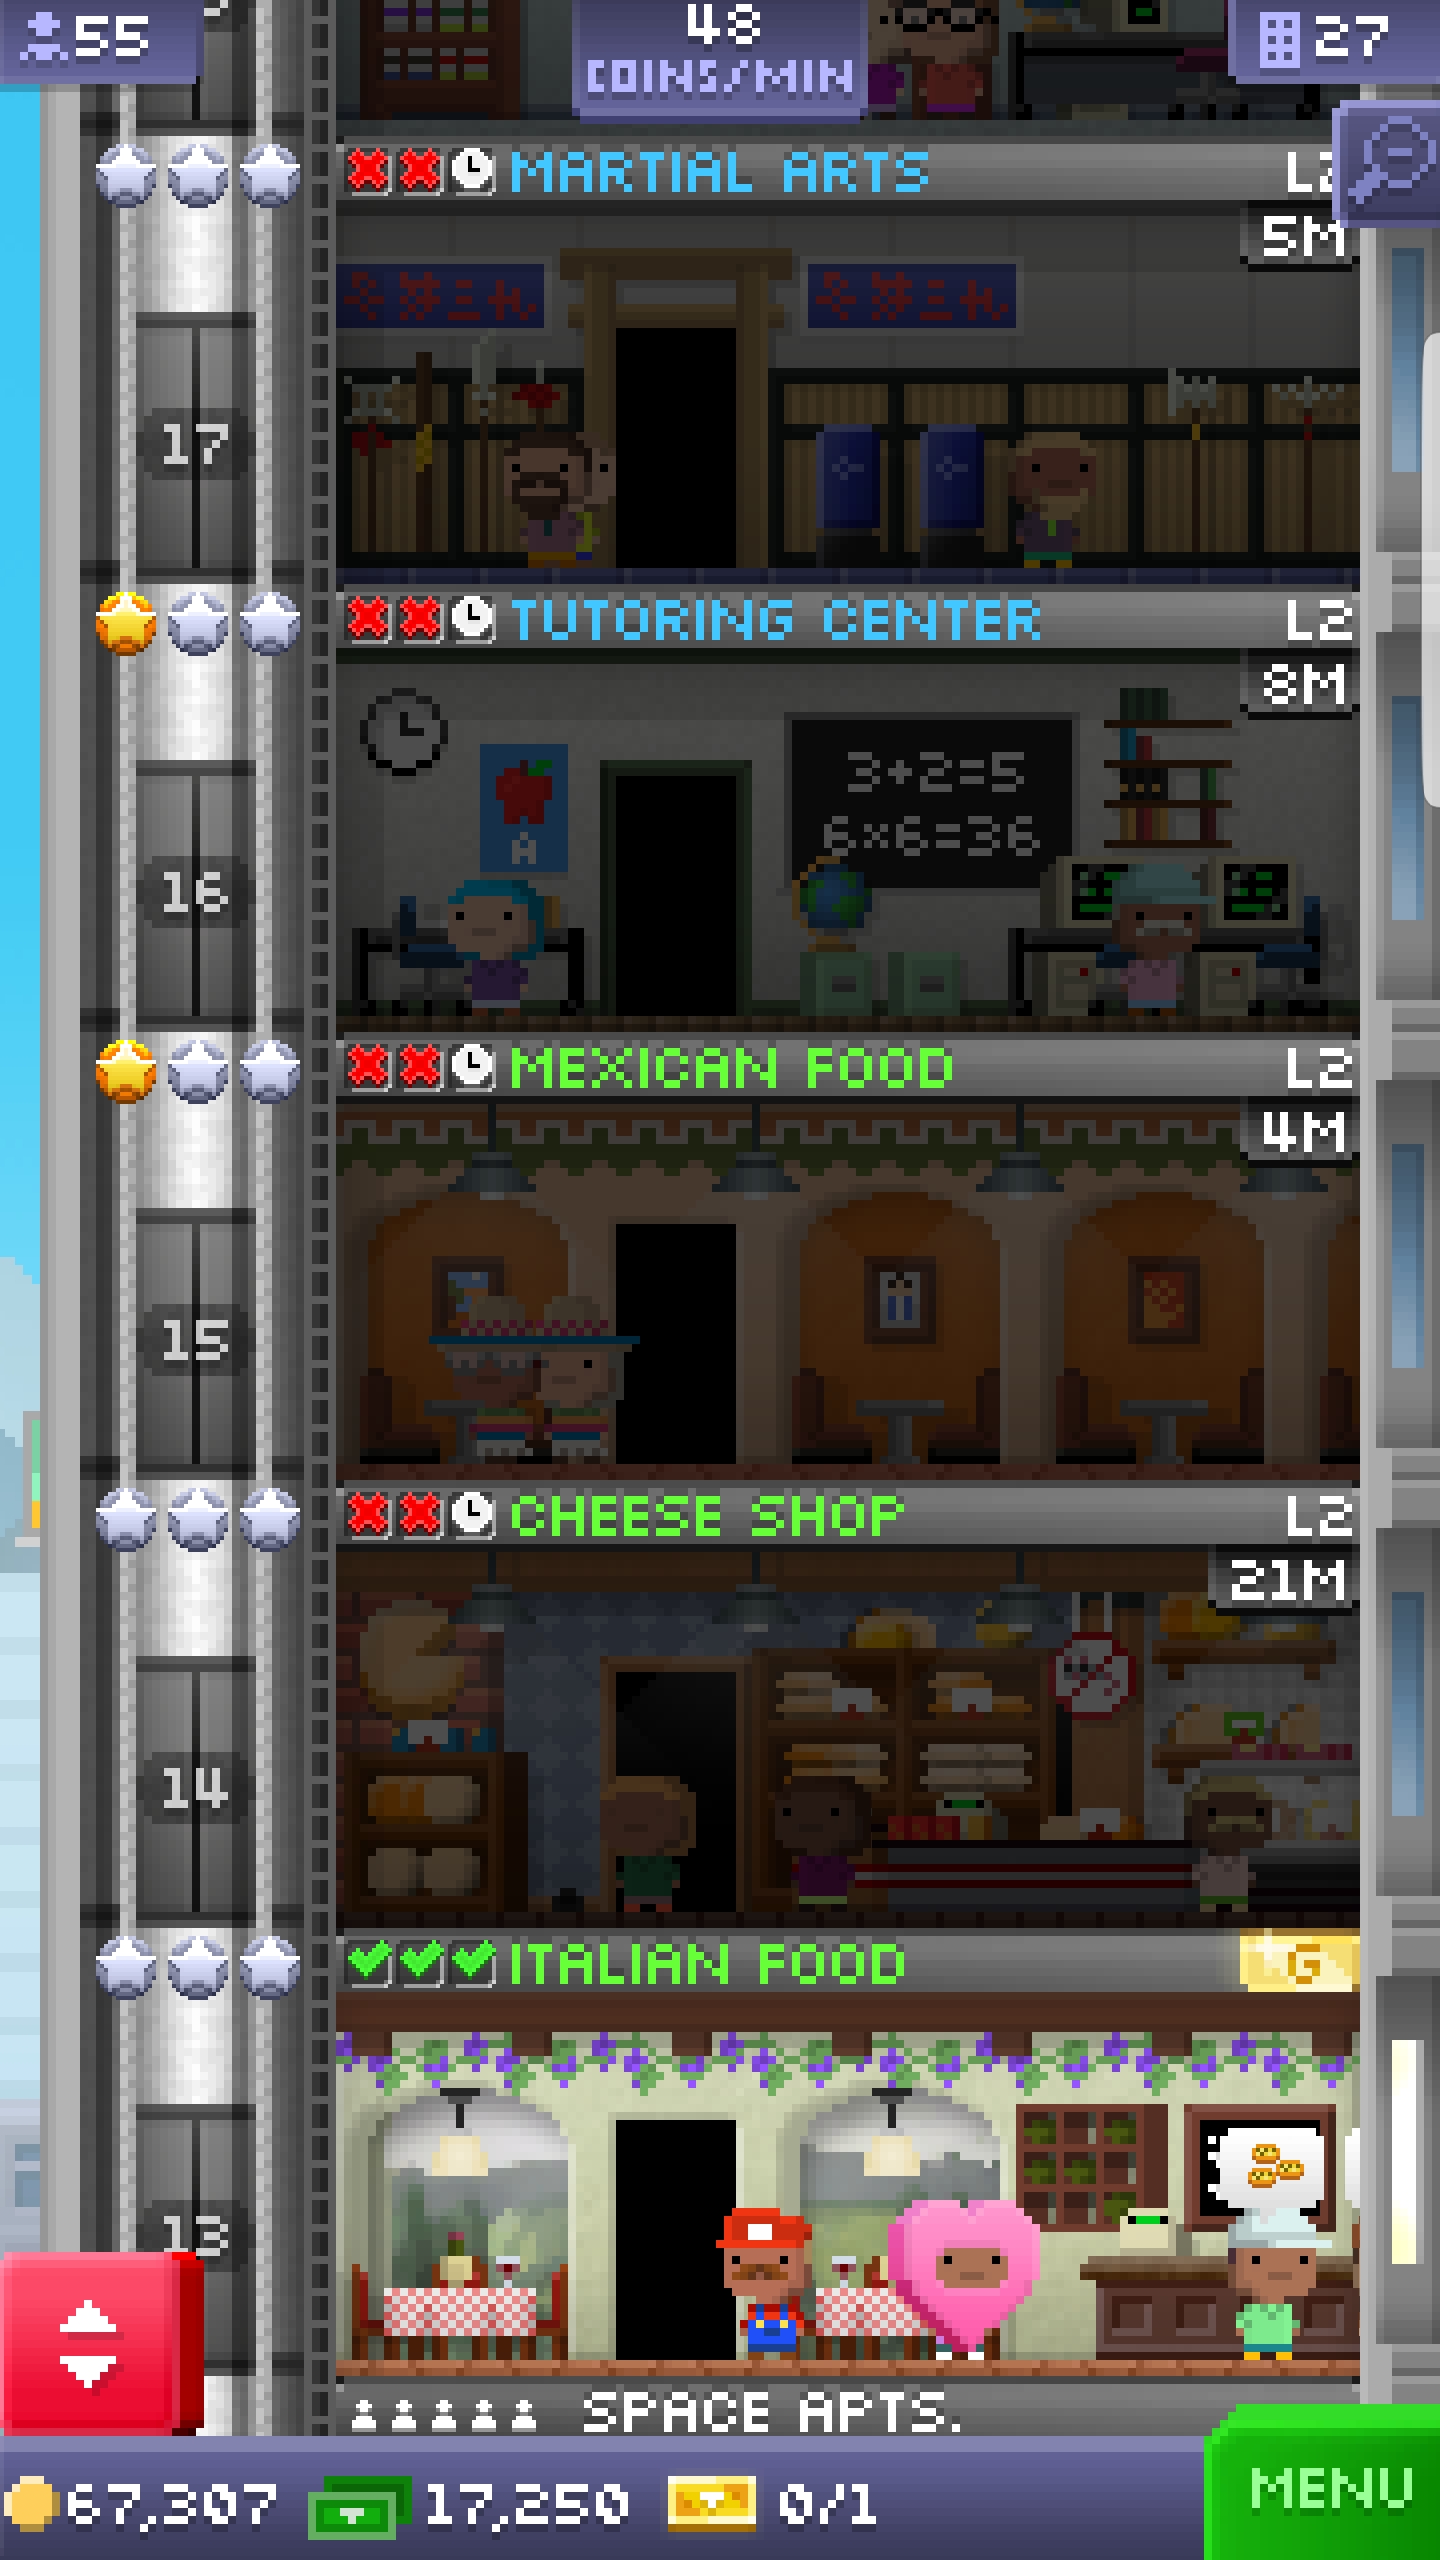 55
48
COINS/MIN
27
MARTIAL ARTS
L2
5M
17
TUTORING CENTER
L2
8M
3+2=5
6×6=36
A
16
MEXICAN FOOD
L2
4M
15
CHEESE SHOP
L2
21M
14
ITALIAN FOOD
G
13
SPACE APTS.
67,307
17,250
0/1
MENU